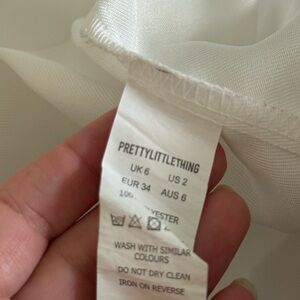 PRETTYLITTLETHING
UK 6 US 2
EUR 34 AUS 6
WASH WITH SIMILAR
COLOURS
DO NOT DRY CLEAN
IRON ON REVERSE